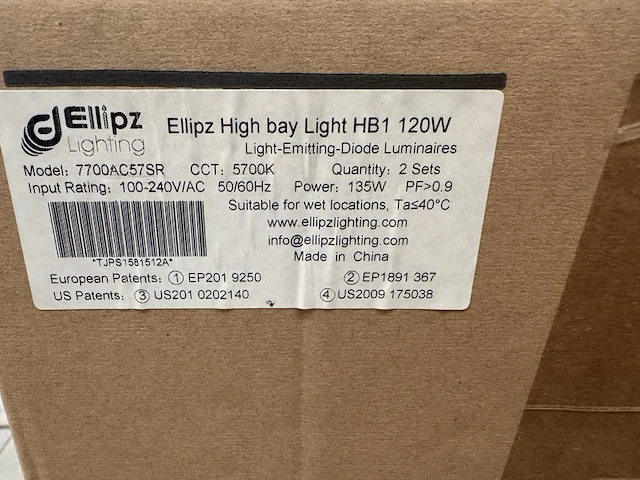 Ellipz
Lighting
Ellipz High bay Light HB1 120W
Light-Emitting-Diode Luminaires
Model: 7700AC57SR CCT: 5700K Quantity: 2 Sets
Input Rating: 100-240V/AC 50/60Hz Power: 135W PF>0.9
Suitable for wet locations, Ta≤40°C
www.ellipzlighting.com
info@ellipzlighting.com
*TJPS1581512A*
Made in China
European Patents: ① EP201 9250 ② EP1891 367
US Patents: ③ US201 0202140 ④ US2009 175038